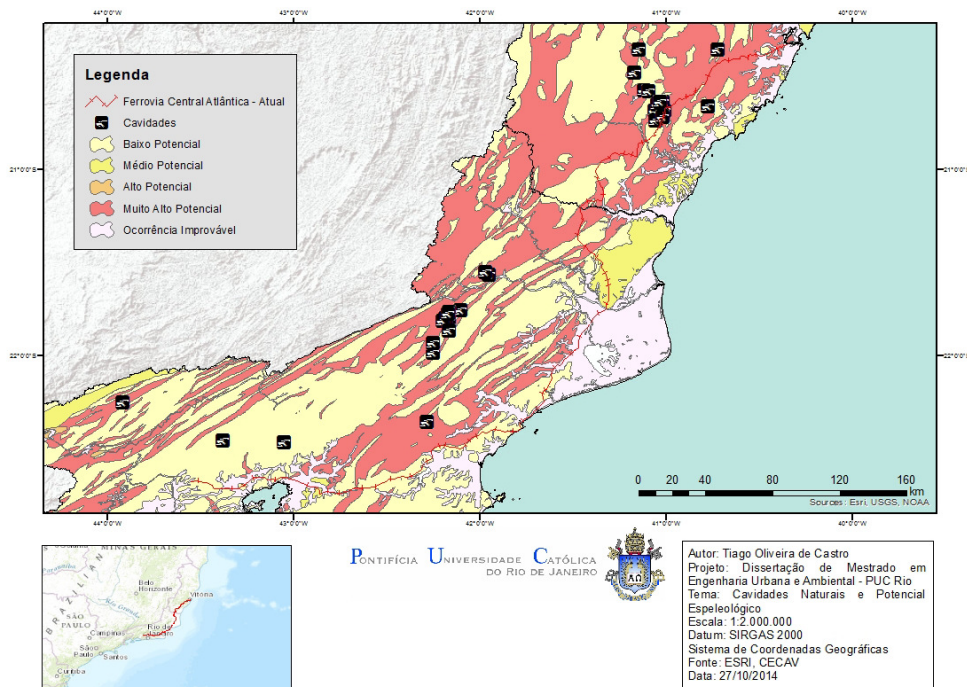 44°0'0"W 43°0'0"W 42°0'0"W 41°0'0"W 40°0'0"W
Legenda
Ferrovia Central Atlântica - Atual
Cavidades
Baixo Potencial
Médio Potencial
Alto Potencial
Muito Alto Potencial
Ocorrência Improvável
21°0'0"S 21°0'0"S
22°0'0"S 22°0'0"S
0 20 40 80 120 160
km
Sources: Esri, USGS, NOAA
44°0'0"W 43°0'0"W 42°0'0"W 41°0'0"W 40°0'0"W
MINAS GERAIS
Belo
Horizonte
Vitoria
BRAZILIAN
Rio Grande
SÃO
PAULO
Campinas
Rio de
Janeiro
São
Paulo
Santos
Curitiba
PONTIFÍCIA UNIVERSIDADE CATÓLICA
DO RIO DE JANEIRO
ΑΩ
Autor: Tiago Oliveira de Castro
Projeto: Dissertação de Mestrado em
Engenharia Urbana e Ambiental - PUC Rio
Tema: Cavidades Naturais e Potencial
Espeleológico
Escala: 1:2.000.000
Datum: SIRGAS 2000
Sistema de Coordenadas Geográficas
Fonte: ESRI, CECAV
Data: 27/10/2014